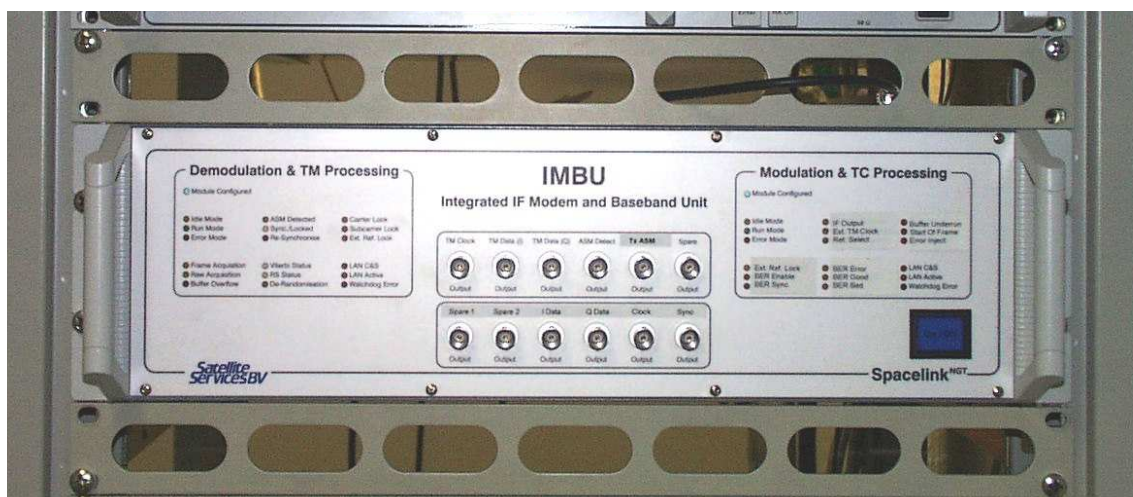 Demodulation & TM Processing
Module Configured
Idle Mode
Run Mode
Error Mode
ASM Detected
Sync./Locked
Re-Synchronise
Carrier Lock
Subcarrier Lock
Ext. Ref. Lock
Frame Acquisition
Raw Acquisition
Buffer Overflow
Viterbi Status
RS Status
De-Randomisation
LAN C&S
LAN Active
Watchdog Error
Satellite
ServicesBV
IMBU
Integrated IF Modem and Baseband Unit
TM Clock TM Data (I) TM Data (Q) ASM Detect Tx ASM Spare
Output Output Output Output Output Output
Spare 1 Spare 2 I Data Q Data Clock Sync
Output Output Output Output Output Output
Modulation & TC Processing
Module Configured
Idle Mode
Run Mode
Error Mode
IF Output
Ext. TM Clock
Ref. Select
Buffer Underrun
Start Of Frame
Error Inject
Ext. Ref. Lock
BER Enable
BER Sync
BER Error
BER Good
BER Bad
LAN C&S
LAN Active
Watchdog Error
Spacelink NGT